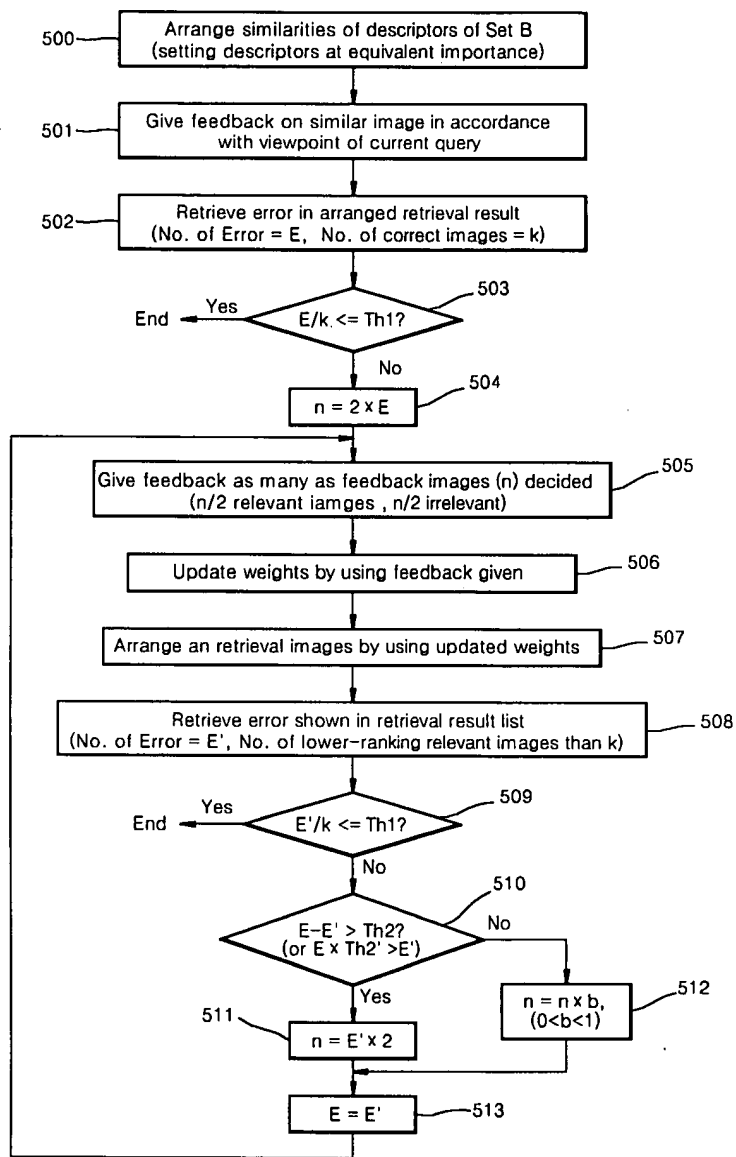 500
Arrange similarities of descriptors of Set B
(setting descriptors at equivalent importance)
501
Give feedback on similar image in accordance
with viewpoint of current query
502
Retrieve error in arranged retrieval result
(No. of Error = E, No. of correct images = k)
503
End
Yes
E/k <= Th1?
No
504
n = 2 × E
505
Give feedback as many as feedback images (n) decided
(n/2 relevant iamges , n/2 irrelevant)
506
Update weights by using feedback given
507
Arrange an retrieval images by using updated weights
508
Retrieve error shown in retrieval result list
(No. of Error = E', No. of lower-ranking relevant images than k)
509
End
Yes
E'/k <= Th1?
No
510
E-E' > Th2?
(or E × Th2' >E')
No
Yes
512
n = n × b,
(0<b<1)
511
n = E' × 2
E = E'
513